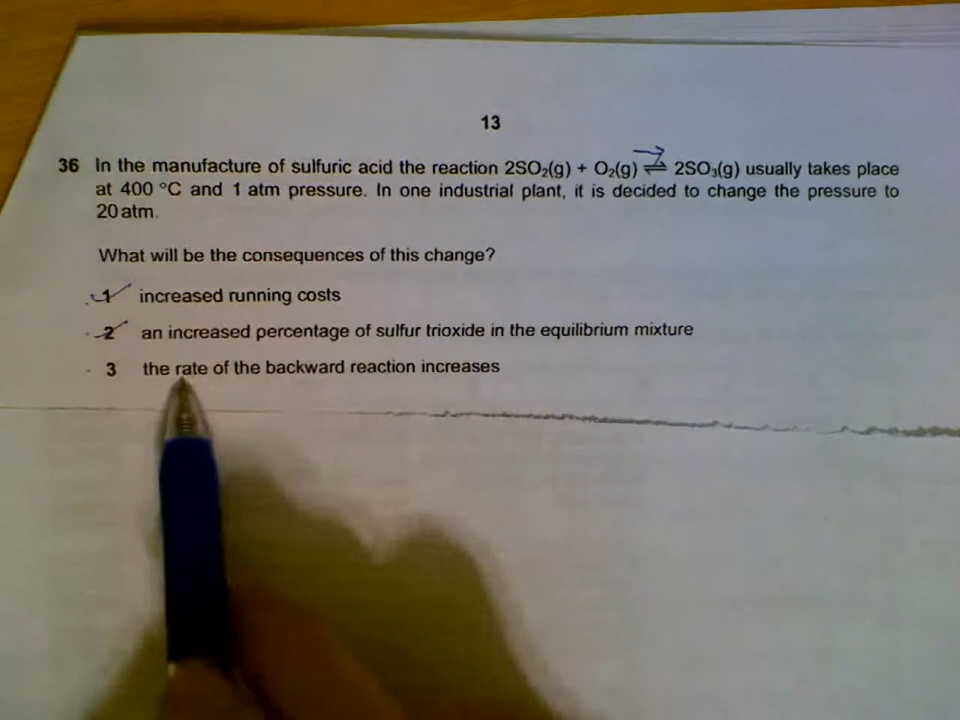 13
36 In the manufacture of sulfuric acid the reaction 2SO₂(g) + O₂(g) ⇌ 2SO₃(g) usually takes place
at 400 °C and 1 atm pressure. In one industrial plant, it is decided to change the pressure to
20 atm.
What will be the consequences of this change?
1 increased running costs
2 an increased percentage of sulfur trioxide in the equilibrium mixture
3 the rate of the backward reaction increases